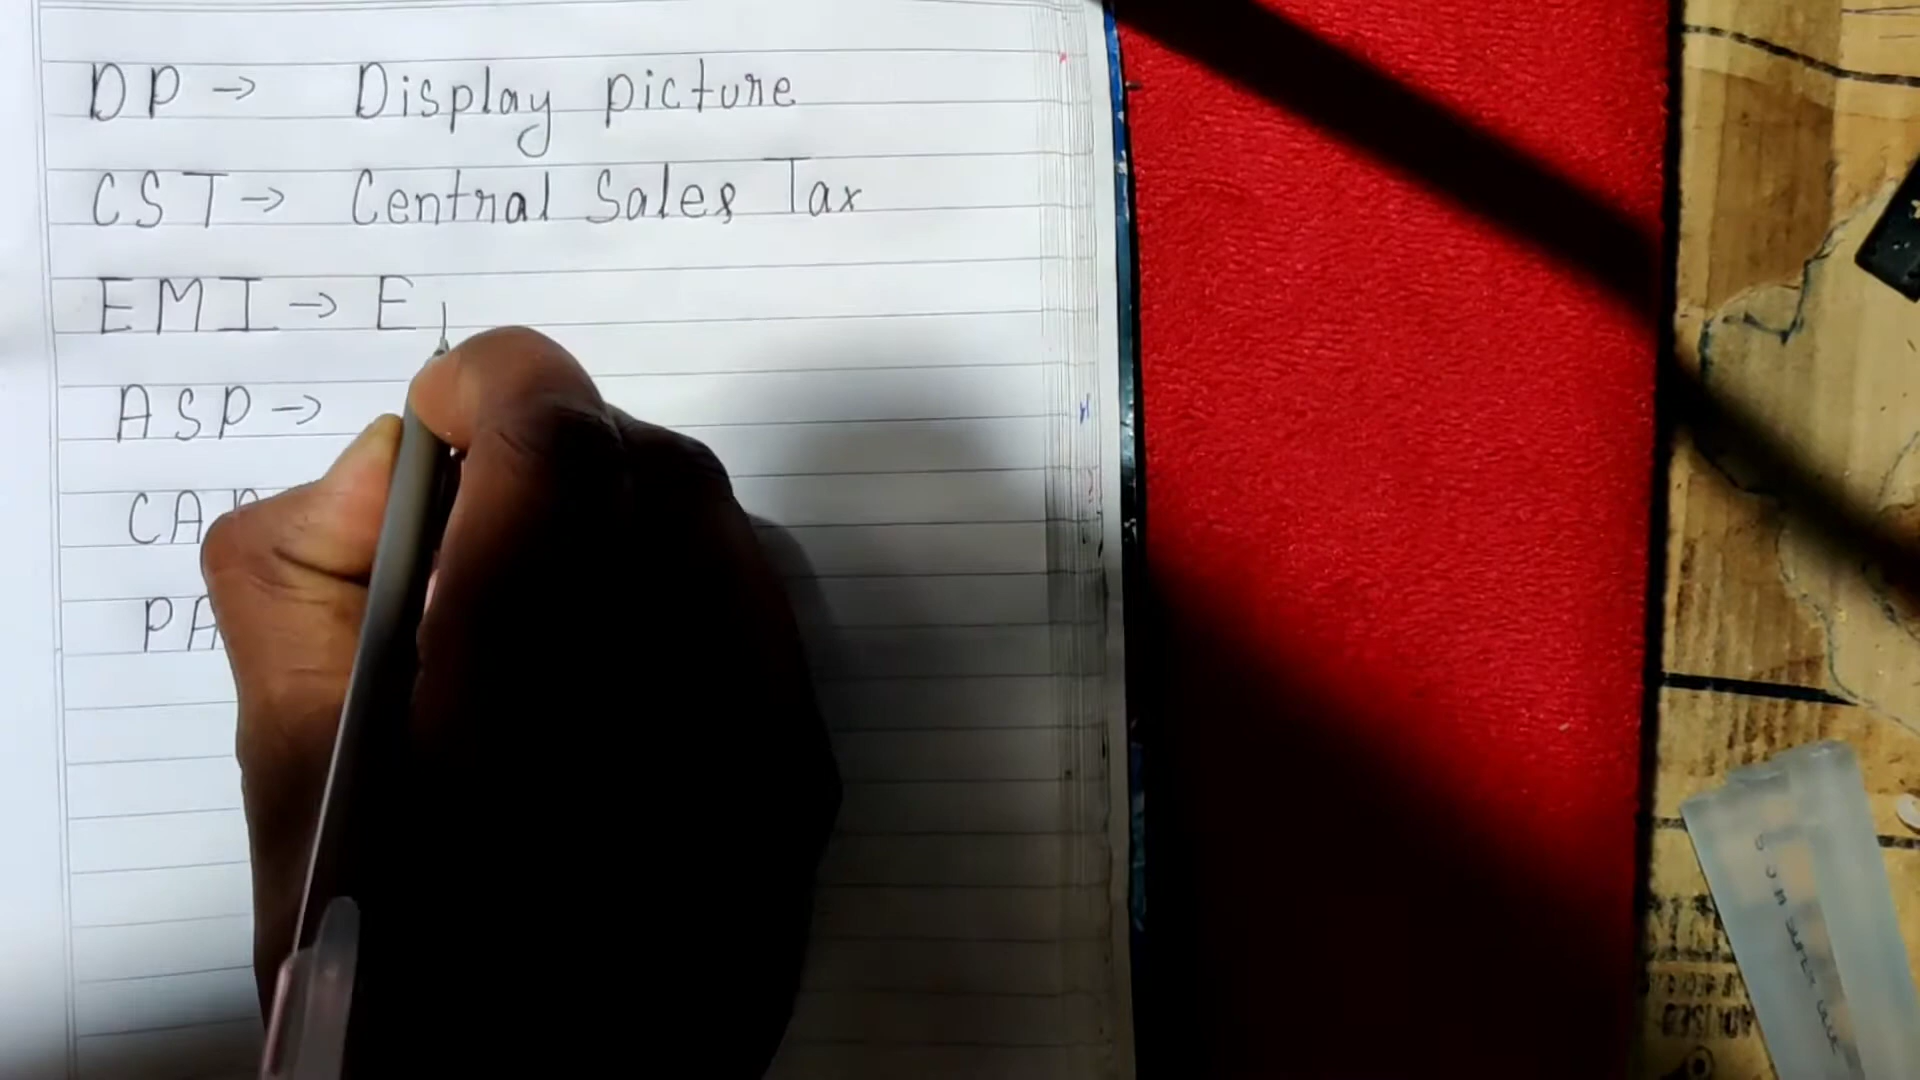 DP → Display picture
CST → Central Sales Tax
EMI → E
ASP →
CA
PA